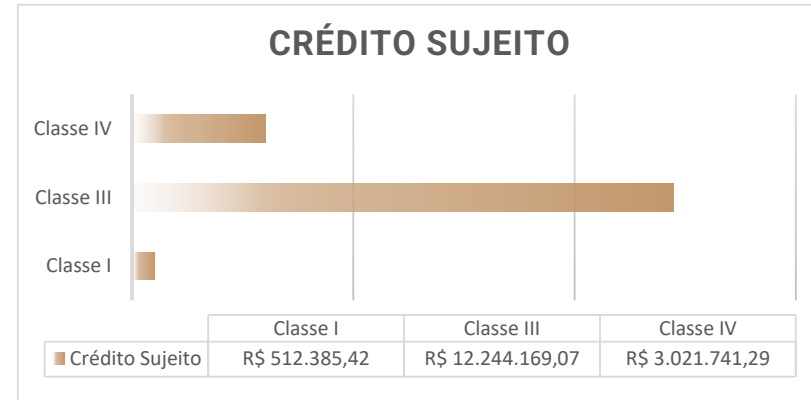 CRÉDITO SUJEITO
Classe IV
Classe III
Classe I
Classe I Classe III Classe IV
Crédito Sujeito R$ 512.385,42 R$ 12.244.169,07 R$ 3.021.741,29